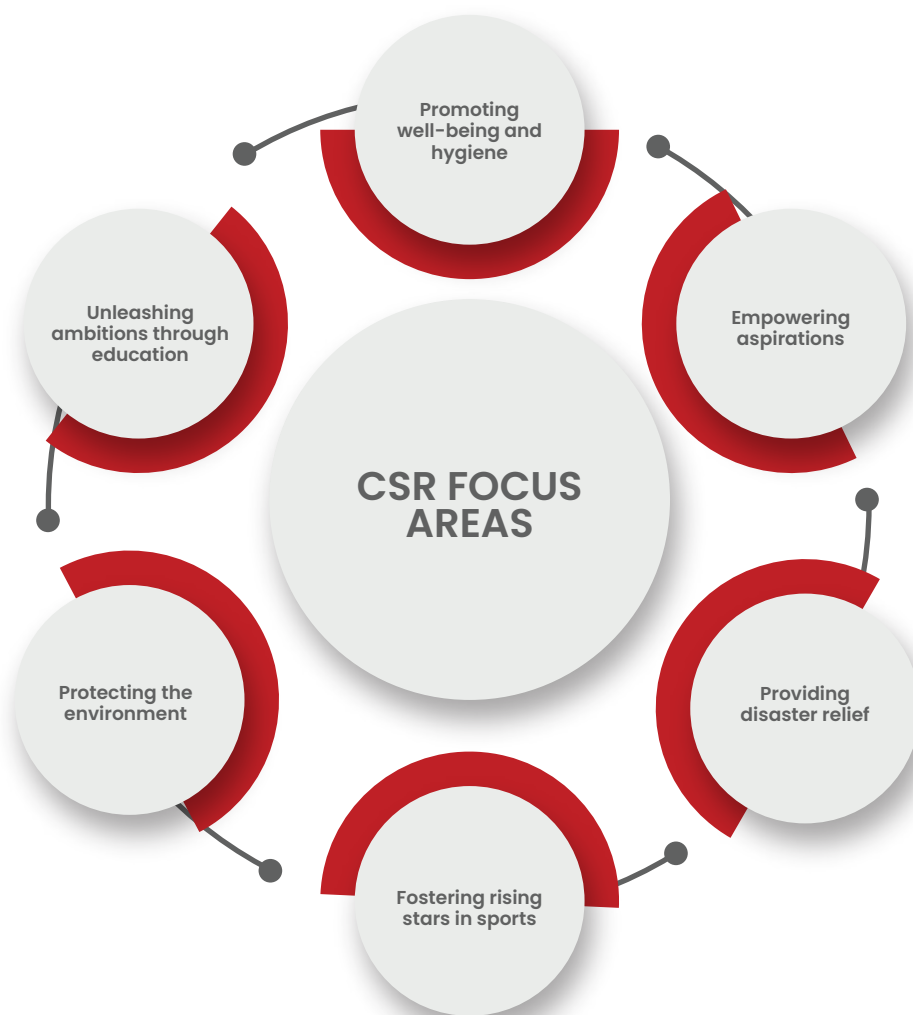 Promoting
well-being and
hygiene
Empowering
aspirations
Providing
disaster relief
Fostering rising
stars in sports
Protecting the
environment
Unleashing
ambitions through
education
CSR FOCUS
AREAS